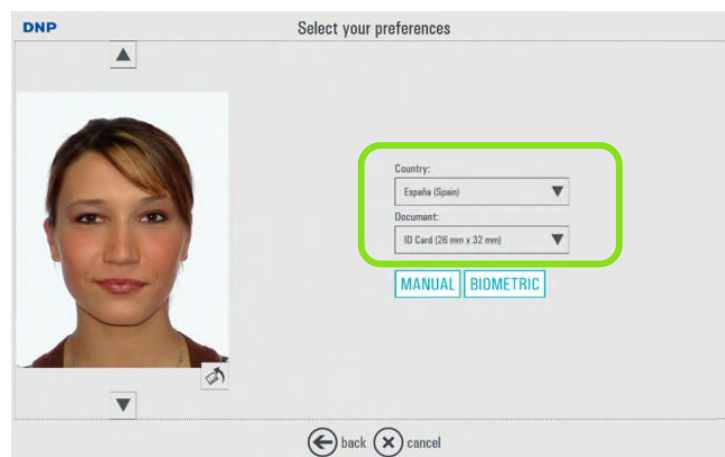 DNP
Select your preferences
Country:
España (Spain)
Document:
ID Card (26 mm x 32 mm)
MANUAL BIOMETRIC
back cancel